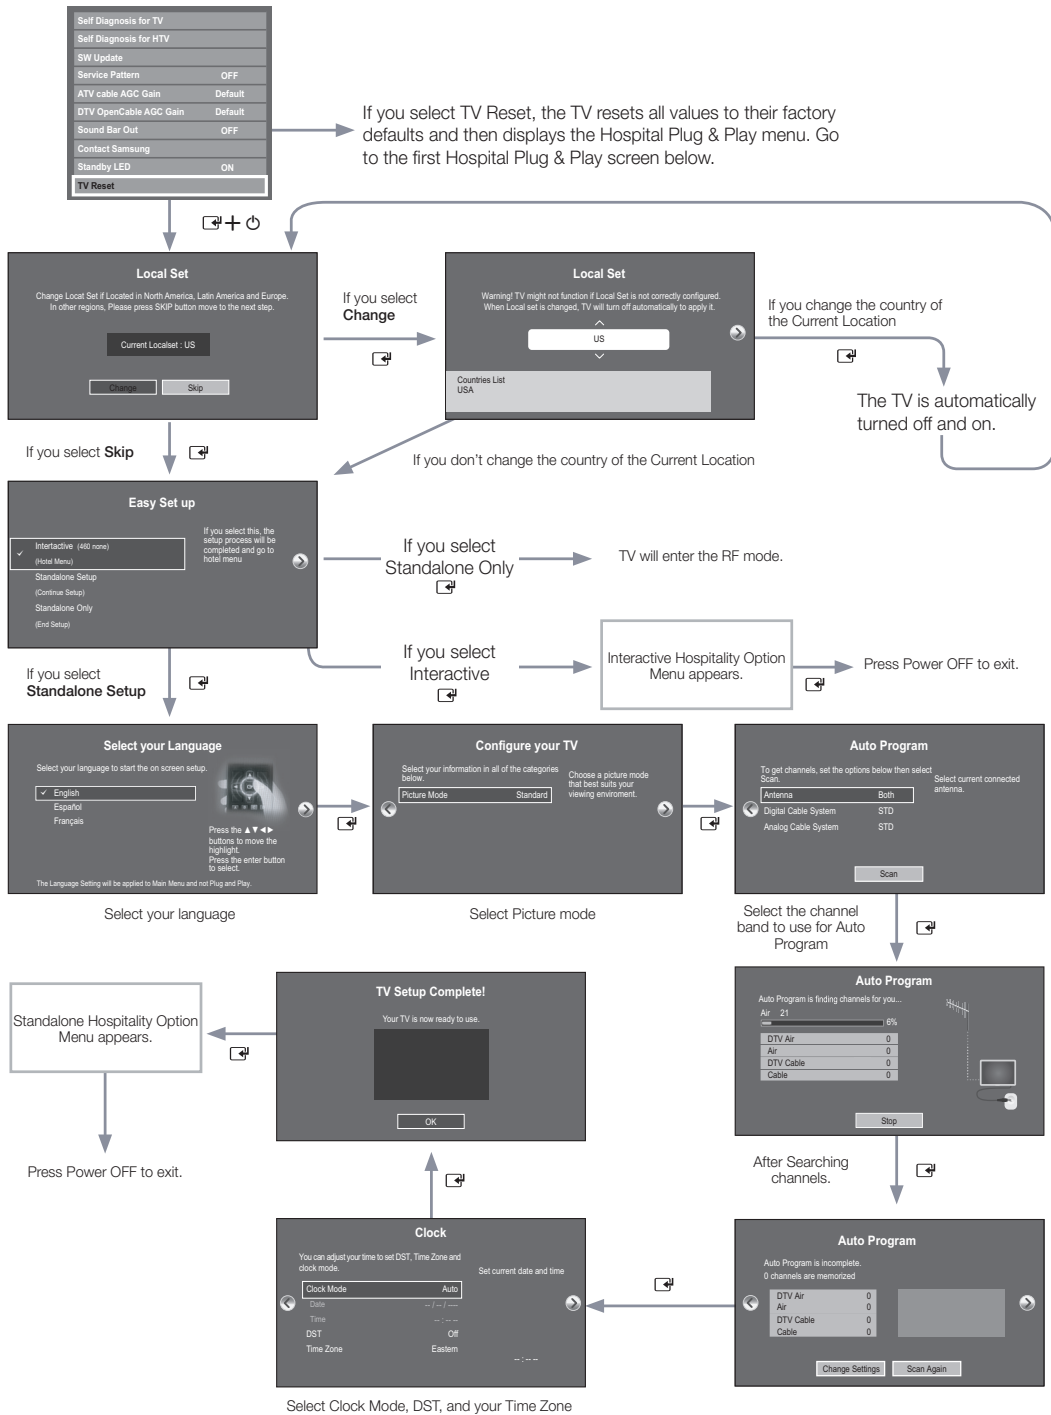 Self Diagnosis for TV
Self Diagnosis for HTV
SW Update
Service Pattern OFF
ATV cable AGC Gain Default
DTV OpenCable AGC Gain Default
Sound Bar Out OFF
Contact Samsung
Standby LED ON
TV Reset
If you select TV Reset, the TV resets all values to their factory
defaults and then displays the Hospital Plug & Play menu. Go
to the first Hospital Plug & Play screen below.
+
Local Set
Change Locat Set if Located in North America, Latin America and Europe.
In other regions, Please press SKIP button move to the next step.
Current Localset : US
Change Skip
If you select
Change
Local Set
Warning! TV might not function if Local Set is not correctly configured.
When Local set is changed, TV will turn off automatically to apply it.
US
Countries List
USA
If you change the country of
the Current Location
The TV is automatically
turned off and on.
If you select Skip
If you don't change the country of the Current Location
Easy Set up
Intertactive (460 none)
(Hotel Menu)
Standalone Setup
(Continue Setup)
Standalone Only
(End Setup)
If you select this, the
setup process will be
completed and go to
hotel menu
If you select
Standalone Only
TV will enter the RF mode.
If you select
Interactive
Interactive Hospitality Option
Menu appears.
Press Power OFF to exit.
If you select
Standalone Setup
Select your Language
Select your language to start the on screen setup.
✓ English
Español
Français
Press the ▲▼◄►
buttons to move the
highlight.
Press the enter button
to select.
The Language Setting will be applied to Main Menu and not Plug and Play.
Select your language
Configure your TV
Select your information in all of the categories
below.
Picture Mode Standard
Choose a picture mode
that best suits your
viewing enviroment.
Select Picture mode
Auto Program
To get channels, set the options below then select
Scan.
Antenna Both
Digital Cable System STD
Analog Cable System STD
Select current connected
antenna.
Scan
Select the channel
band to use for Auto
Program
Auto Program
Auto Program is finding channels for you...
Air 21
6%
DTV Air 0
Air 0
DTV Cable 0
Cable 0
Stop
After Searching
channels.
Auto Program
Auto Program is incomplete.
0 channels are memorized
DTV Air 0
Air 0
DTV Cable 0
Cable 0
Change Settings Scan Again
Clock
You can adjust your time to set DST, Time Zone and
clock mode.
Clock Mode Auto
Date -- / -- / ----
Time -- : -- --
DST Off
Time Zone Eastern
Set current date and time
-- : -- --
Select Clock Mode, DST, and your Time Zone
TV Setup Complete!
Your TV is now ready to use.
OK
Standalone Hospitality Option
Menu appears.
Press Power OFF to exit.